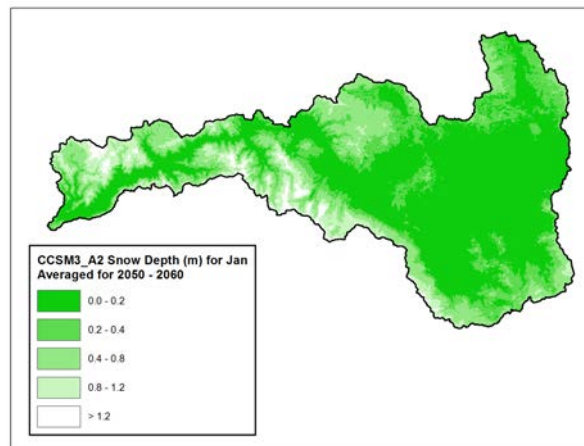 CCSM3_A2 Snow Depth (m) for Jan
Averaged for 2050 - 2060
0.0 - 0.2
0.2 - 0.4
0.4 - 0.8
0.8 - 1.2
> 1.2